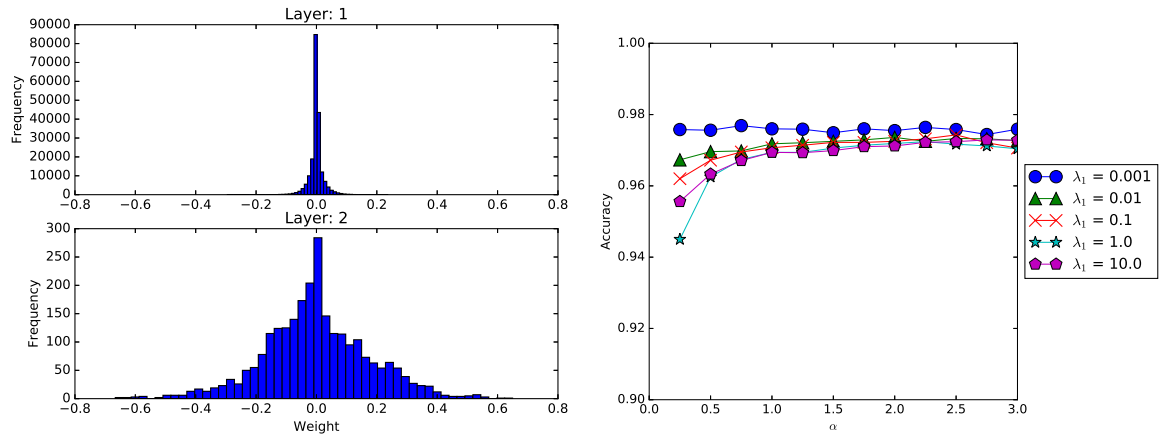 Layer: 1
90000
80000
70000
60000
50000
40000
30000
20000
10000
0
Frequency
−0.8 −0.6 −0.4 −0.2 0.0 0.2 0.4 0.6 0.8
Layer: 2
300
250
200
150
100
50
0
Frequency
−0.8 −0.6 −0.4 −0.2 0.0 0.2 0.4 0.6 0.8
Weight
1.00
0.98
0.96
0.94
0.92
0.90
Accuracy
0.0 0.5 1.0 1.5 2.0 2.5 3.0
α
λ₁ = 0.001
λ₁ = 0.01
λ₁ = 0.1
λ₁ = 1.0
λ₁ = 10.0